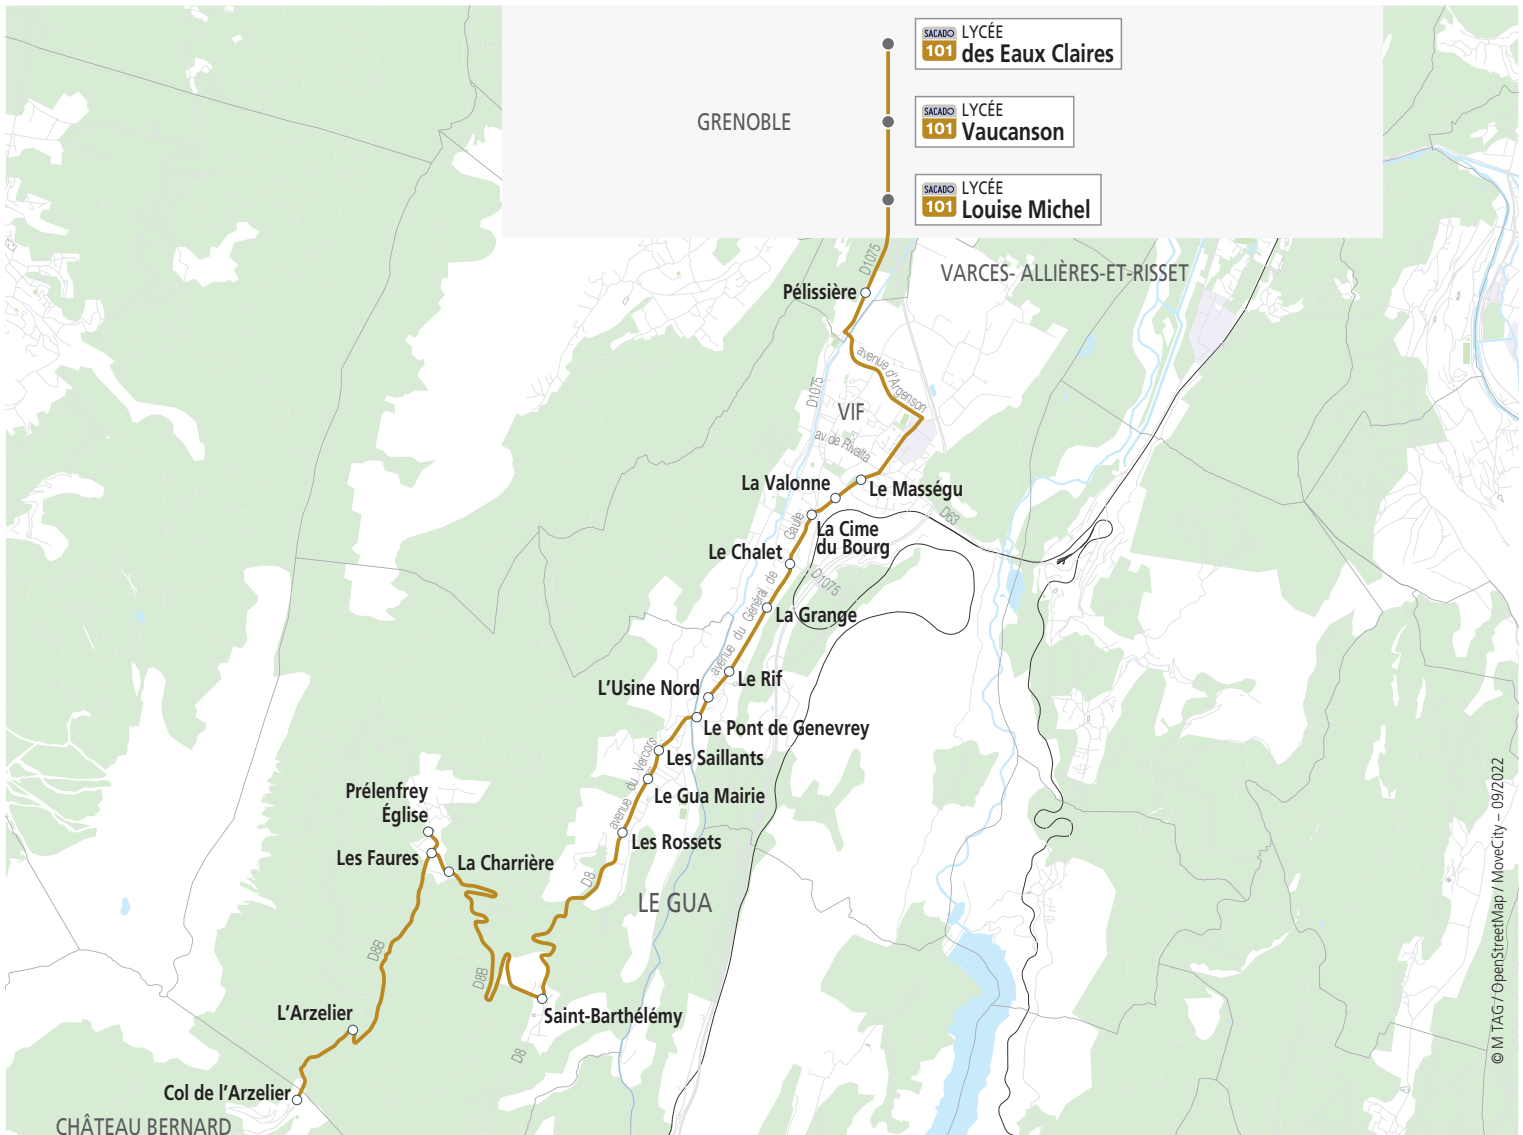 SACADO
101
LYCÉE
des Eaux Claires
GRENOBLE
SACADO
101
LYCÉE
Vaucanson
SACADO
101
LYCÉE
Louise Michel
D1075
VARCES- ALLIÈRES-ET-RISSET
Pélissière
avenue d'Argenson
D1075
VIF
av de Rivalta
La Valonne
Le Masségu
D63
La Cime
du Bourg
Le Chalet
D1075
avenue du Général de Gaule
La Grange
Le Rif
L'Usine Nord
Le Pont de Genevrey
Les Saillants
avenue du Vercors
Le Gua Mairie
Prélenfrey
Église
Les Rossets
Les Faures
La Charrière
D8
LE GUA
D8B
D8B
L'Arzelier
Saint-Barthélémy
D8
Col de l'Arzelier
CHÂTEAU BERNARD
© M TAG / OpenStreetMap / MoveCity – 09/2022